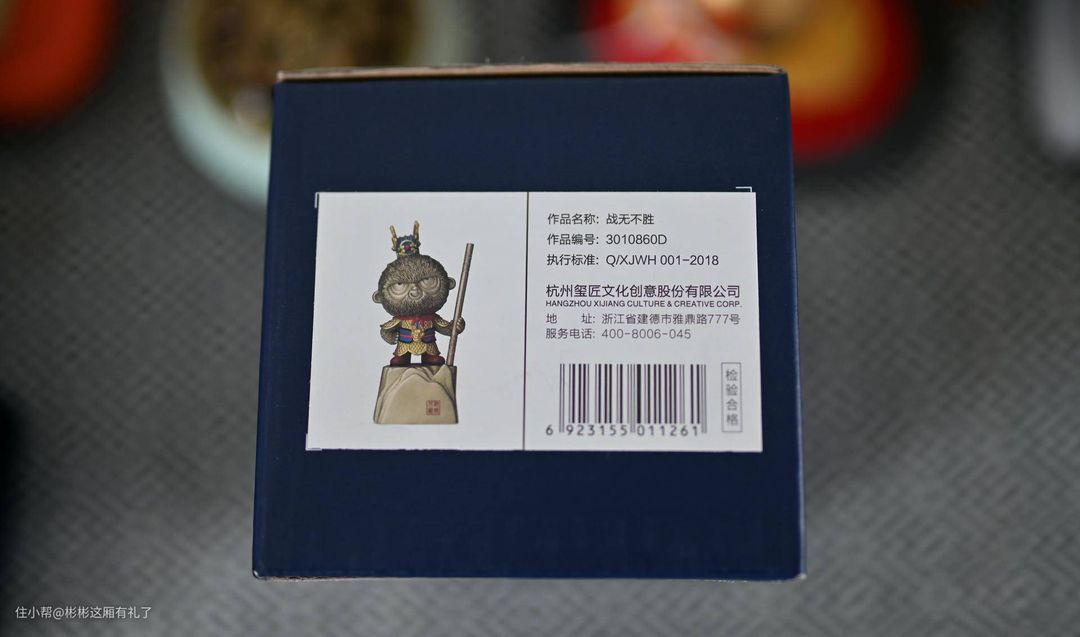 作品名称：战无不胜
作品编号：3010860D
执行标准：Q/XJWH 001-2018
杭州玺匠文化创意股份有限公司
HANGZHOU XIJIANG CULTURE & CREATIVE CORP.
地 址：浙江省建德市雅鼎路777号
服务电话：400-8006-045
6 923155 011261
检验合格
住小帮@彬彬这厢有礼了